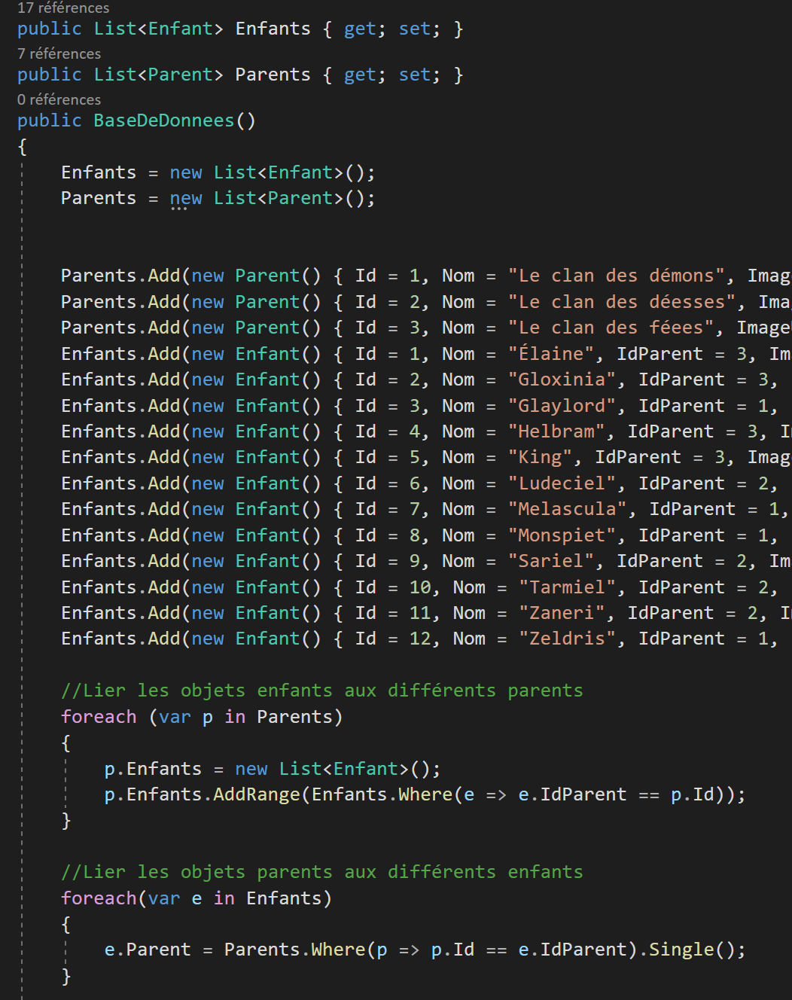 17 références
public List<Enfant> Enfants { get; set; }
7 références
public List<Parent> Parents { get; set; }
0 références
public BaseDeDonnees()
{
Enfants = new List<Enfant>();
Parents = new List<Parent>();
Parents.Add(new Parent() { Id = 1, Nom = "Le clan des démons", Imag
Parents.Add(new Parent() { Id = 2, Nom = "Le clan des déesses", Ima
Parents.Add(new Parent() { Id = 3, Nom = "Le clan des féees", Image
Enfants.Add(new Enfant() { Id = 1, Nom = "Élaine", IdParent = 3, Im
Enfants.Add(new Enfant() { Id = 2, Nom = "Gloxinia", IdParent = 3,
Enfants.Add(new Enfant() { Id = 3, Nom = "Glaylord", IdParent = 1,
Enfants.Add(new Enfant() { Id = 4, Nom = "Helbram", IdParent = 3, I
Enfants.Add(new Enfant() { Id = 5, Nom = "King", IdParent = 3, Imag
Enfants.Add(new Enfant() { Id = 6, Nom = "Ludeciel", IdParent = 2,
Enfants.Add(new Enfant() { Id = 7, Nom = "Melascula", IdParent = 1,
Enfants.Add(new Enfant() { Id = 8, Nom = "Monspiet", IdParent = 1,
Enfants.Add(new Enfant() { Id = 9, Nom = "Sariel", IdParent = 2, Im
Enfants.Add(new Enfant() { Id = 10, Nom = "Tarmiel", IdParent = 2,
Enfants.Add(new Enfant() { Id = 11, Nom = "Zaneri", IdParent = 2, I
Enfants.Add(new Enfant() { Id = 12, Nom = "Zeldris", IdParent = 1,
//Lier les objets enfants aux différents parents
foreach (var p in Parents)
{
p.Enfants = new List<Enfant>();
p.Enfants.AddRange(Enfants.Where(e => e.IdParent == p.Id));
}
//Lier les objets parents aux différents enfants
foreach(var e in Enfants)
{
e.Parent = Parents.Where(p => p.Id == e.IdParent).Single();
}